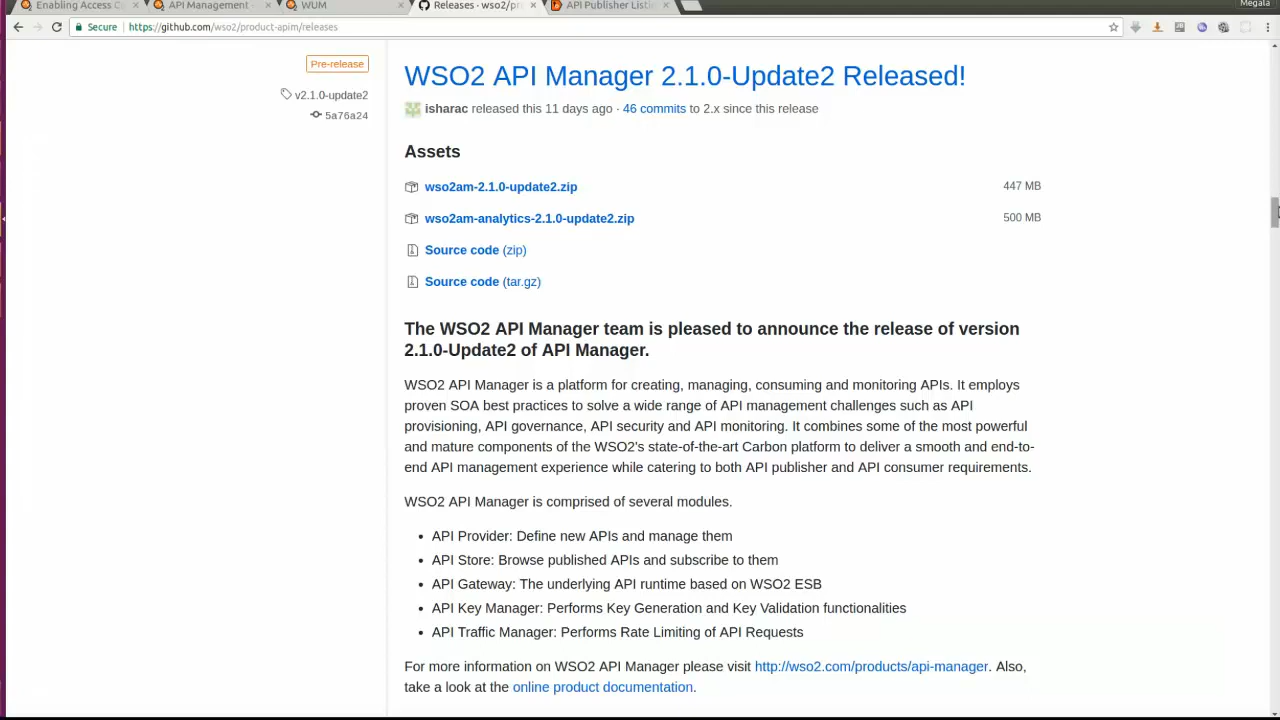 Enabling Access C
API Management
WUM
Releases · wso2/pr
API Publisher Listi
Megala
Secure https://github.com/wso2/product-apim/releases
Pre-release
v2.1.0-update2
5a76a24
WSO2 API Manager 2.1.0-Update2 Released!
isharac released this 11 days ago · 46 commits to 2.x since this release
Assets
wso2am-2.1.0-update2.zip 447 MB
wso2am-analytics-2.1.0-update2.zip 500 MB
Source code (zip)
Source code (tar.gz)
The WSO2 API Manager team is pleased to announce the release of version
2.1.0-Update2 of API Manager.
WSO2 API Manager is a platform for creating, managing, consuming and monitoring APIs. It employs
proven SOA best practices to solve a wide range of API management challenges such as API
provisioning, API governance, API security and API monitoring. It combines some of the most powerful
and mature components of the WSO2's state-of-the-art Carbon platform to deliver a smooth and end-to-
end API management experience while catering to both API publisher and API consumer requirements.
WSO2 API Manager is comprised of several modules.
• API Provider: Define new APIs and manage them
• API Store: Browse published APIs and subscribe to them
• API Gateway: The underlying API runtime based on WSO2 ESB
• API Key Manager: Performs Key Generation and Key Validation functionalities
• API Traffic Manager: Performs Rate Limiting of API Requests
For more information on WSO2 API Manager please visit http://wso2.com/products/api-manager. Also,
take a look at the online product documentation.